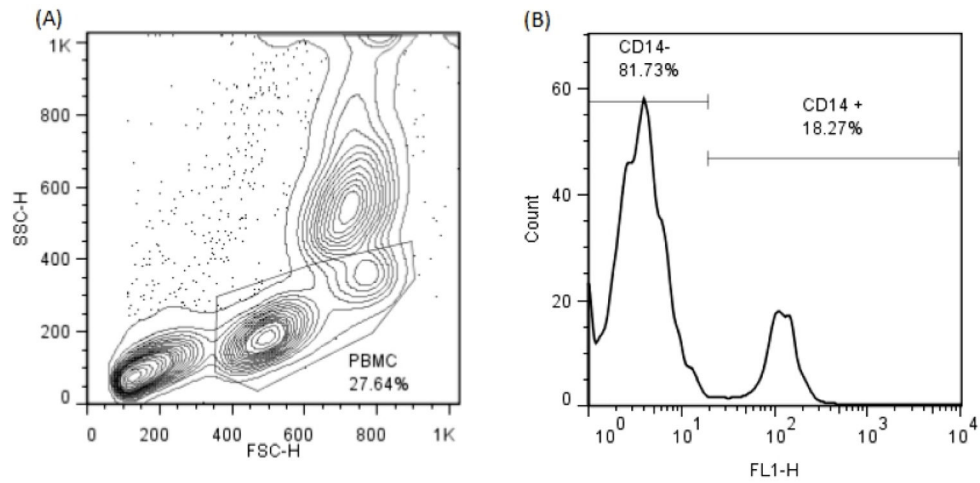 (A)
1K
800
600
400
200
0
SSC-H
PBMC
27.64%
0 200 400 600 800 1K
FSC-H
(B)
CD14-
81.73%
CD14 +
18.27%
60
40
20
0
Count
10^0 10^1 10^2 10^3 10^4
FL1-H